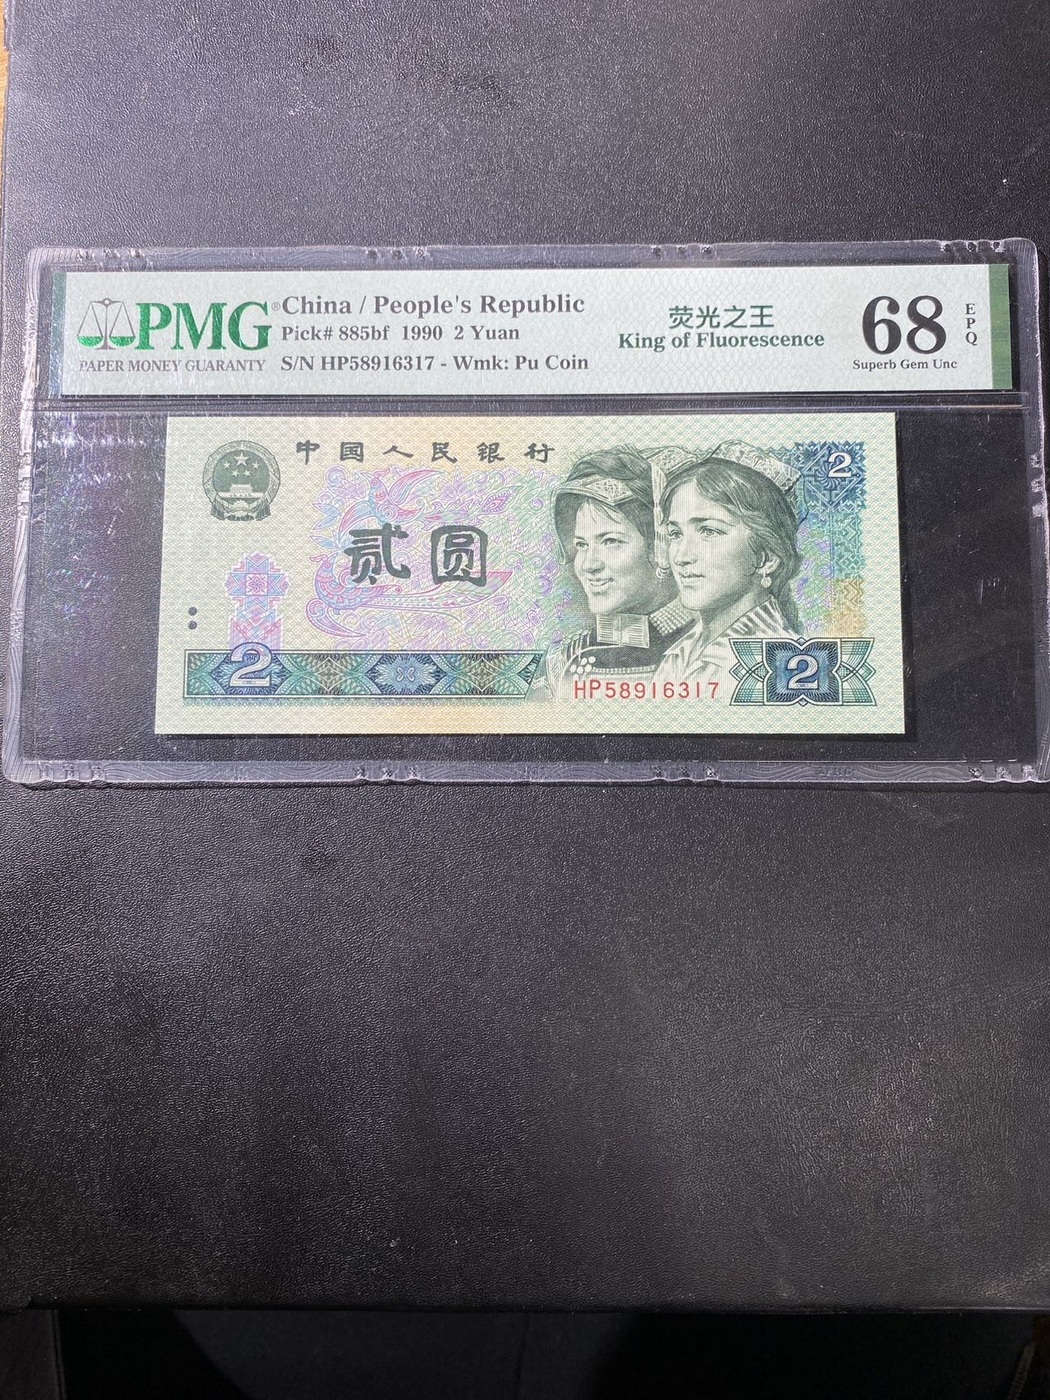 PMG®
PAPER MONEY GUARANTY
China / People's Republic
Pick# 885bf 1990 2 Yuan
S/N HP58916317 - Wmk: Pu Coin
荧光之王
King of Fluorescence
68
EPQ
Superb Gem Unc
中国人民银行
2
贰圆
2
HP58916317
2